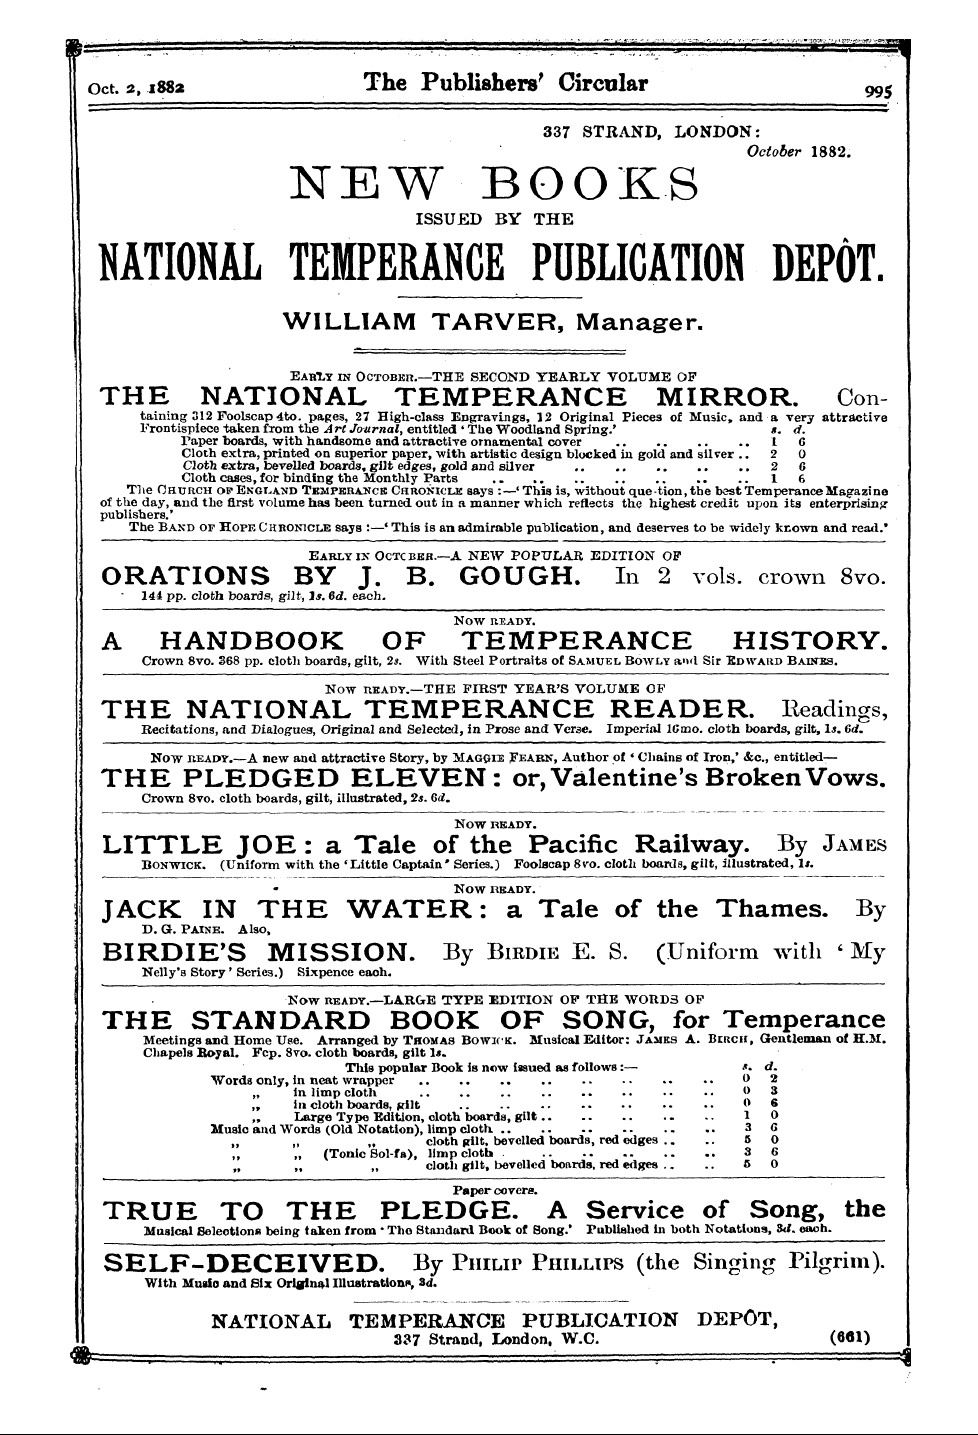 Oct. 2, 1882 The Publishers' Circular 995
337 STRAND, LONDON:
October 1882.
NEW BOOKS
ISSUED BY THE
NATIONAL TEMPERANCE PUBLICATION DEPÔT.
WILLIAM TARVER, Manager.
EARLY IN OCTOBER.—THE SECOND YEARLY VOLUME OF
THE NATIONAL TEMPERANCE MIRROR. Con-
taining 312 Foolscap 4to. pages, 27 High-class Engravings, 12 Original Pieces of Music, and a very attractive
Frontispiece taken from the Art Journal, entitled 'The Woodland Spring.' s. d.
Paper boards, with handsome and attractive ornamental cover .. .. .. .. 1 6
Cloth extra, printed on superior paper, with artistic design blocked in gold and silver .. 2 0
Cloth extra, bevelled boards, gilt edges, gold and silver .. .. .. .. .. 2 6
Cloth cases, for binding the Monthly Parts .. .. .. .. .. .. .. 1 6
The CHURCH OF ENGLAND TEMPERANCE CHRONICLE says :—'This is, without question, the best Temperance Magazine
of the day, and the first volume has been turned out in a manner which reflects the highest credit upon its enterprising
publishers.'
The BAND OF HOPE CHRONICLE says :—'This is an admirable publication, and deserves to be widely known and read.'
EARLY IN OCTOBER.—A NEW POPULAR EDITION OF
ORATIONS BY J. B. GOUGH. In 2 vols. crown 8vo.
144 pp. cloth boards, gilt, 1s. 6d. each.
NOW READY.
A HANDBOOK OF TEMPERANCE HISTORY.
Crown 8vo. 368 pp. cloth boards, gilt, 2s. With Steel Portraits of SAMUEL BOWLY and Sir EDWARD BAINES.
NOW READY.—THE FIRST YEAR'S VOLUME OF
THE NATIONAL TEMPERANCE READER. Readings,
Recitations, and Dialogues, Original and Selected, in Prose and Verse. Imperial 16mo. cloth boards, gilt, 1s. 6d.
NOW READY.—A new and attractive Story, by MAGGIE FEARN, Author of 'Chains of Iron,' &c., entitled—
THE PLEDGED ELEVEN: or, Valentine's Broken Vows.
Crown 8vo. cloth boards, gilt, illustrated, 2s. 6d.
NOW READY.
LITTLE JOE: a Tale of the Pacific Railway. By JAMES
BONWICK. (Uniform with the 'Little Captain' Series.) Foolscap 8vo. cloth boards, gilt, illustrated, 1s.
NOW READY.
JACK IN THE WATER: a Tale of the Thames. By
D. G. PAINE. Also,
BIRDIE'S MISSION. By BIRDIE E. S. (Uniform with 'My
Nelly's Story' Series.) Sixpence each.
NOW READY.—LARGE TYPE EDITION OF THE WORDS OF
THE STANDARD BOOK OF SONG, for Temperance
Meetings and Home Use. Arranged by THOMAS BOWICK. Musical Editor: JAMES A. BIRCH, Gentleman of H.M.
Chapels Royal. Fcp. 8vo. cloth boards, gilt 1s.
This popular Book is now issued as follows :— s. d.
Words only, in neat wrapper .. .. .. .. .. .. .. .. 0 2
„ in limp cloth .. .. .. .. .. .. .. .. 0 3
„ in cloth boards, gilt .. .. .. .. .. .. .. 0 6
„ Large Type Edition, cloth boards, gilt .. .. .. .. .. 1 0
Music and Words (Old Notation), limp cloth .. .. .. .. .. .. 3 6
„ „ „ cloth gilt, bevelled boards, red edges .. .. 5 0
„ „ (Tonic Sol-fa), limp cloth .. .. .. .. .. 3 6
„ „ „ cloth gilt, bevelled boards, red edges .. .. 5 0
Paper covers.
TRUE TO THE PLEDGE. A Service of Song, the
Musical Selections being taken from 'The Standard Book of Song.' Published in both Notations, 3d. each.
SELF-DECEIVED. By PHILIP PHILLIPS (the Singing Pilgrim).
With Music and Six Original Illustrations, 3d.
NATIONAL TEMPERANCE PUBLICATION DEPÔT,
337 Strand, London, W.C. (661)